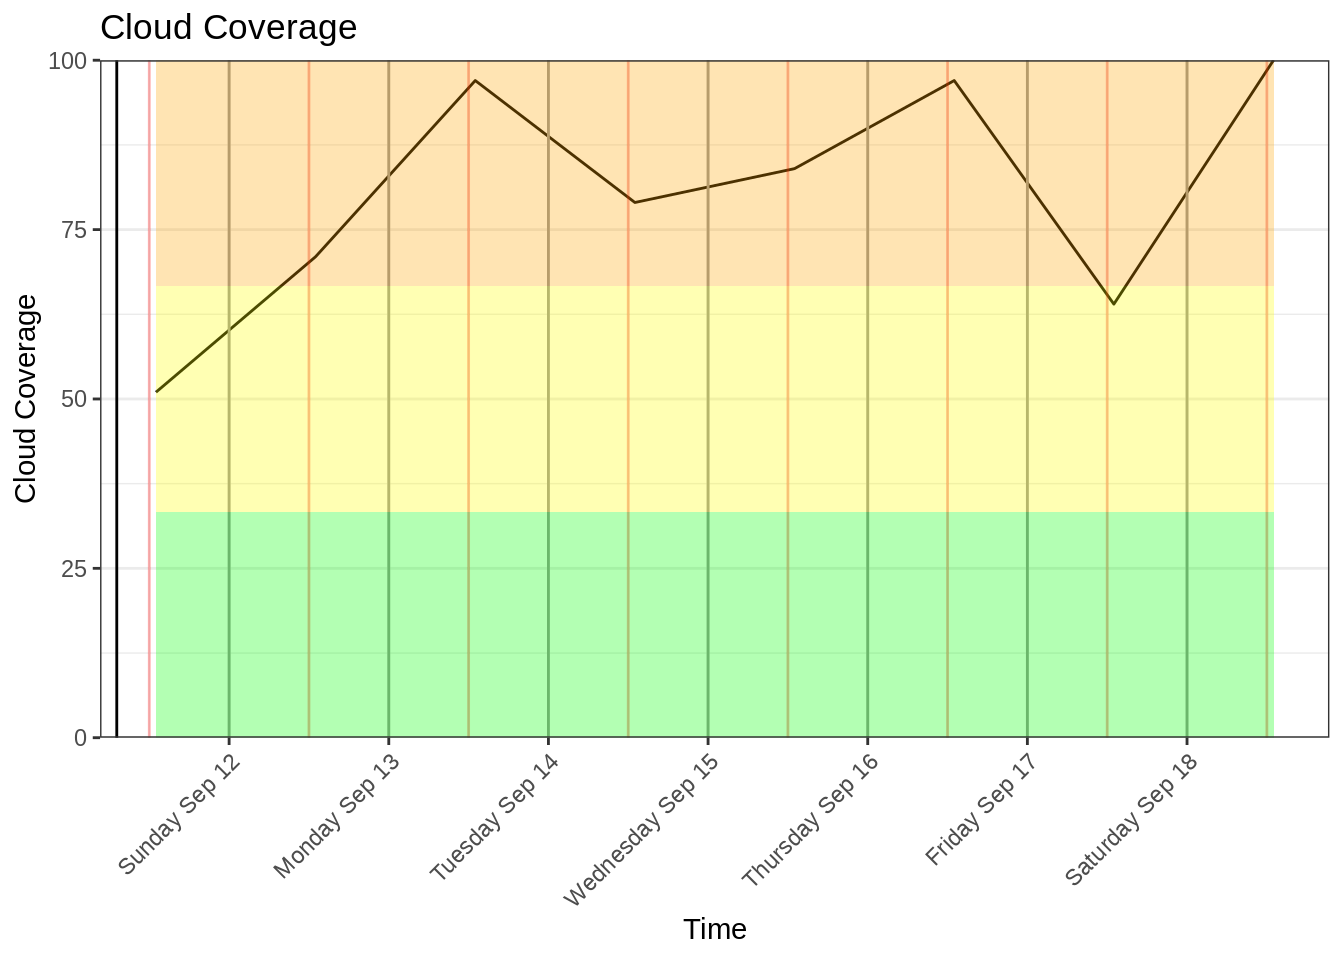 Cloud Coverage
100
75
50
25
0
Cloud Coverage
Sunday Sep 12
Monday Sep 13
Tuesday Sep 14
Wednesday Sep 15
Thursday Sep 16
Friday Sep 17
Saturday Sep 18
Time